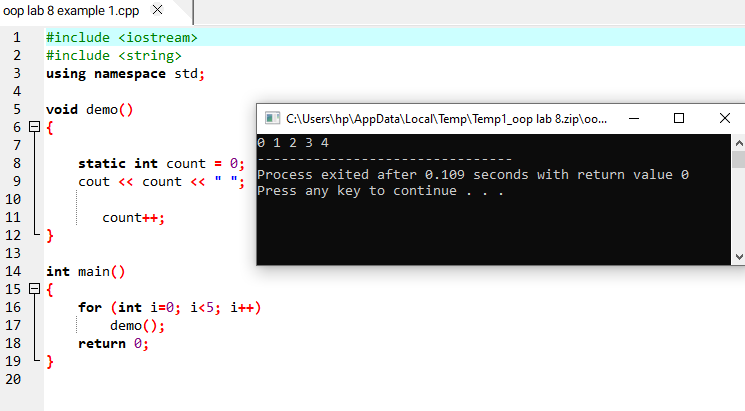 oop lab 8 example 1.cpp
1 #include <iostream>
2 #include <string>
3 using namespace std;
4
5 void demo()
6 {
7
8 static int count = 0;
9 cout << count << " ";
10
11 count++;
12 }
13
14 int main()
15 {
16 for (int i=0; i<5; i++)
17 demo();
18 return 0;
19 }
20
C:\Users\hp\AppData\Local\Temp\Temp1_oop lab 8.zip\oo...
0 1 2 3 4
--------------------------------
Process exited after 0.109 seconds with return value 0
Press any key to continue . . .